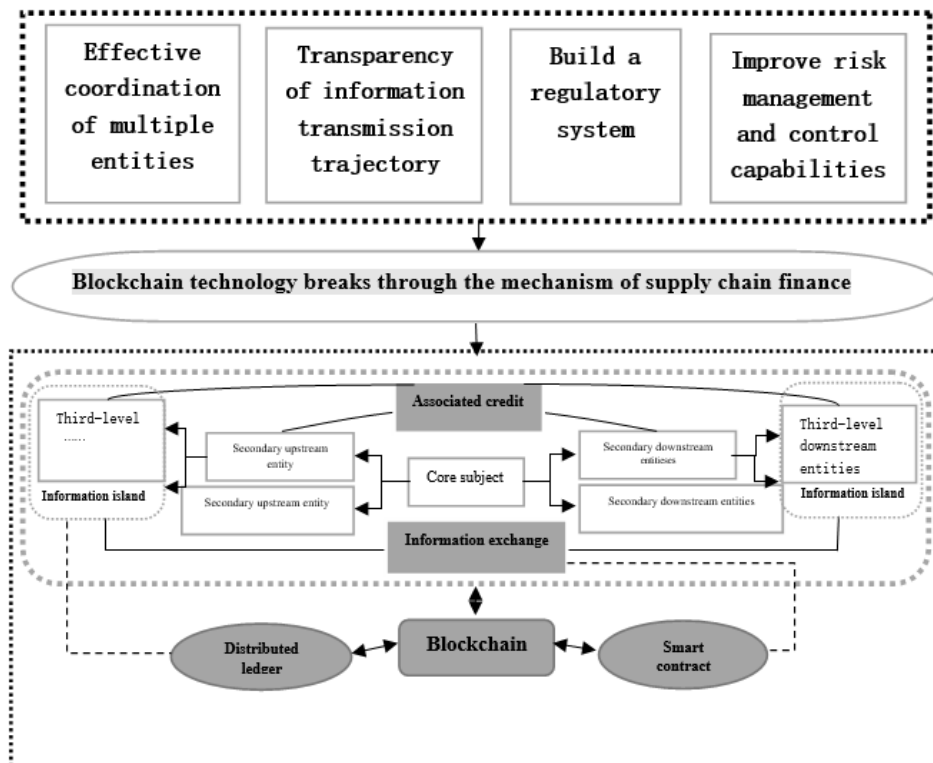 Effective
coordination
of multiple
entities
Transparency
of information
transmission
trajectory
Build a
regulatory
system
Improve risk
management
and control
capabilities
Blockchain technology breaks through the mechanism of supply chain finance
Associated credit
Third-level
......
Information island
Secondary upstream
entity
Secondary upstream entity
Core subject
Secondary downstream
entitieses
Secondary downstream entities
Third-level
downstream
entities
Information island
Information exchange
Distributed
ledger
Blockchain
Smart
contract